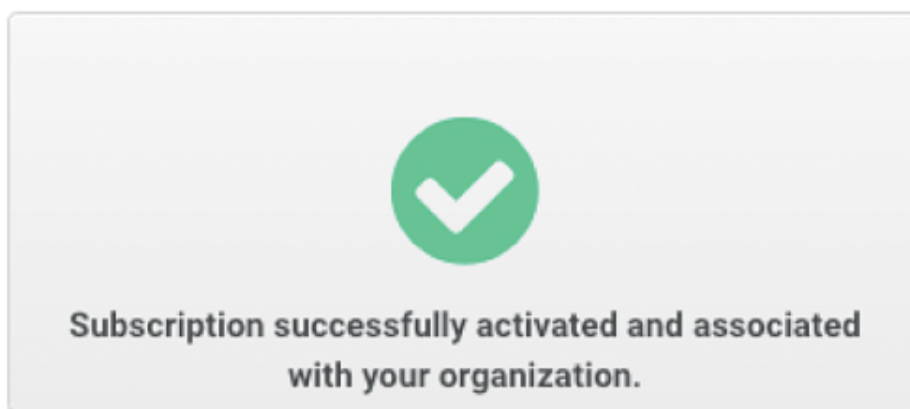 Subscription successfully activated and associated
with your organization.